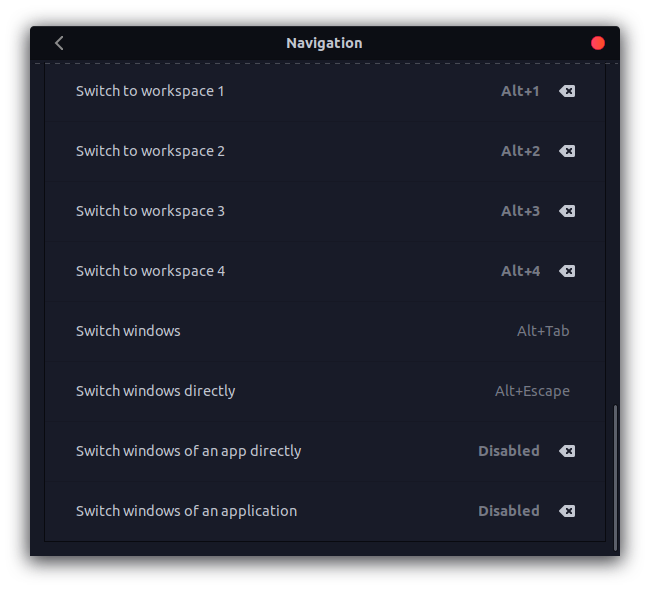 Navigation
Switch to workspace 1 Alt+1
Switch to workspace 2 Alt+2
Switch to workspace 3 Alt+3
Switch to workspace 4 Alt+4
Switch windows Alt+Tab
Switch windows directly Alt+Escape
Switch windows of an app directly Disabled
Switch windows of an application Disabled